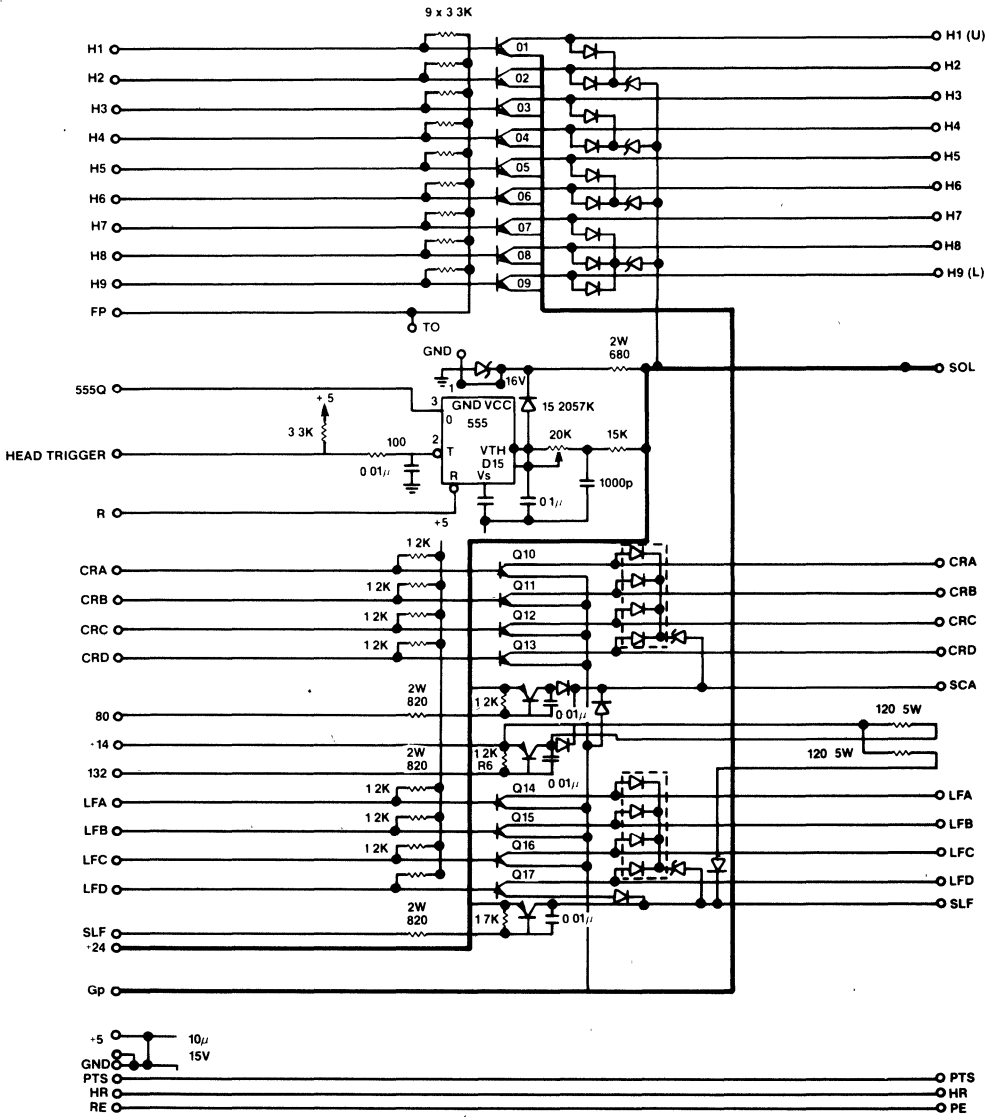 9 x 3 3K
H1 01 H1 (U)
H2 02 H2
H3 03 H3
H4 04 H4
H5 05 H5
H6 06 H6
H7 07 H7
H8 08 H8
H9 09 H9 (L)
FP
TO
GND 2W
680
SOL
16V
555Q
+ 5
1
3 GND VCC
0 555
15 2057K
3 3K
HEAD TRIGGER
100
2
T VTH
20K 15K
0 01μ
R D15
Vs
0 1μ
1000p
R
+5
1 2K Q10
CRA CRA
1 2K Q11
CRB CRB
1 2K Q12
CRC CRC
1 2K Q13
CRD CRD
SCA
2W
820
1 2K
0 01μ
80
120 5W
+14
2W
820
1 2K
R6
120 5W
132
0 01μ
1 2K Q14
LFA LFA
1 2K Q15
LFB LFB
1 2K Q16
LFC LFC
Q17
LFD LFD
SLF
2W
820
1 7K
0 01μ
SLF
+24
Gp
+5 10μ
15V
GND
PTS PTS
HR HR
RE PE